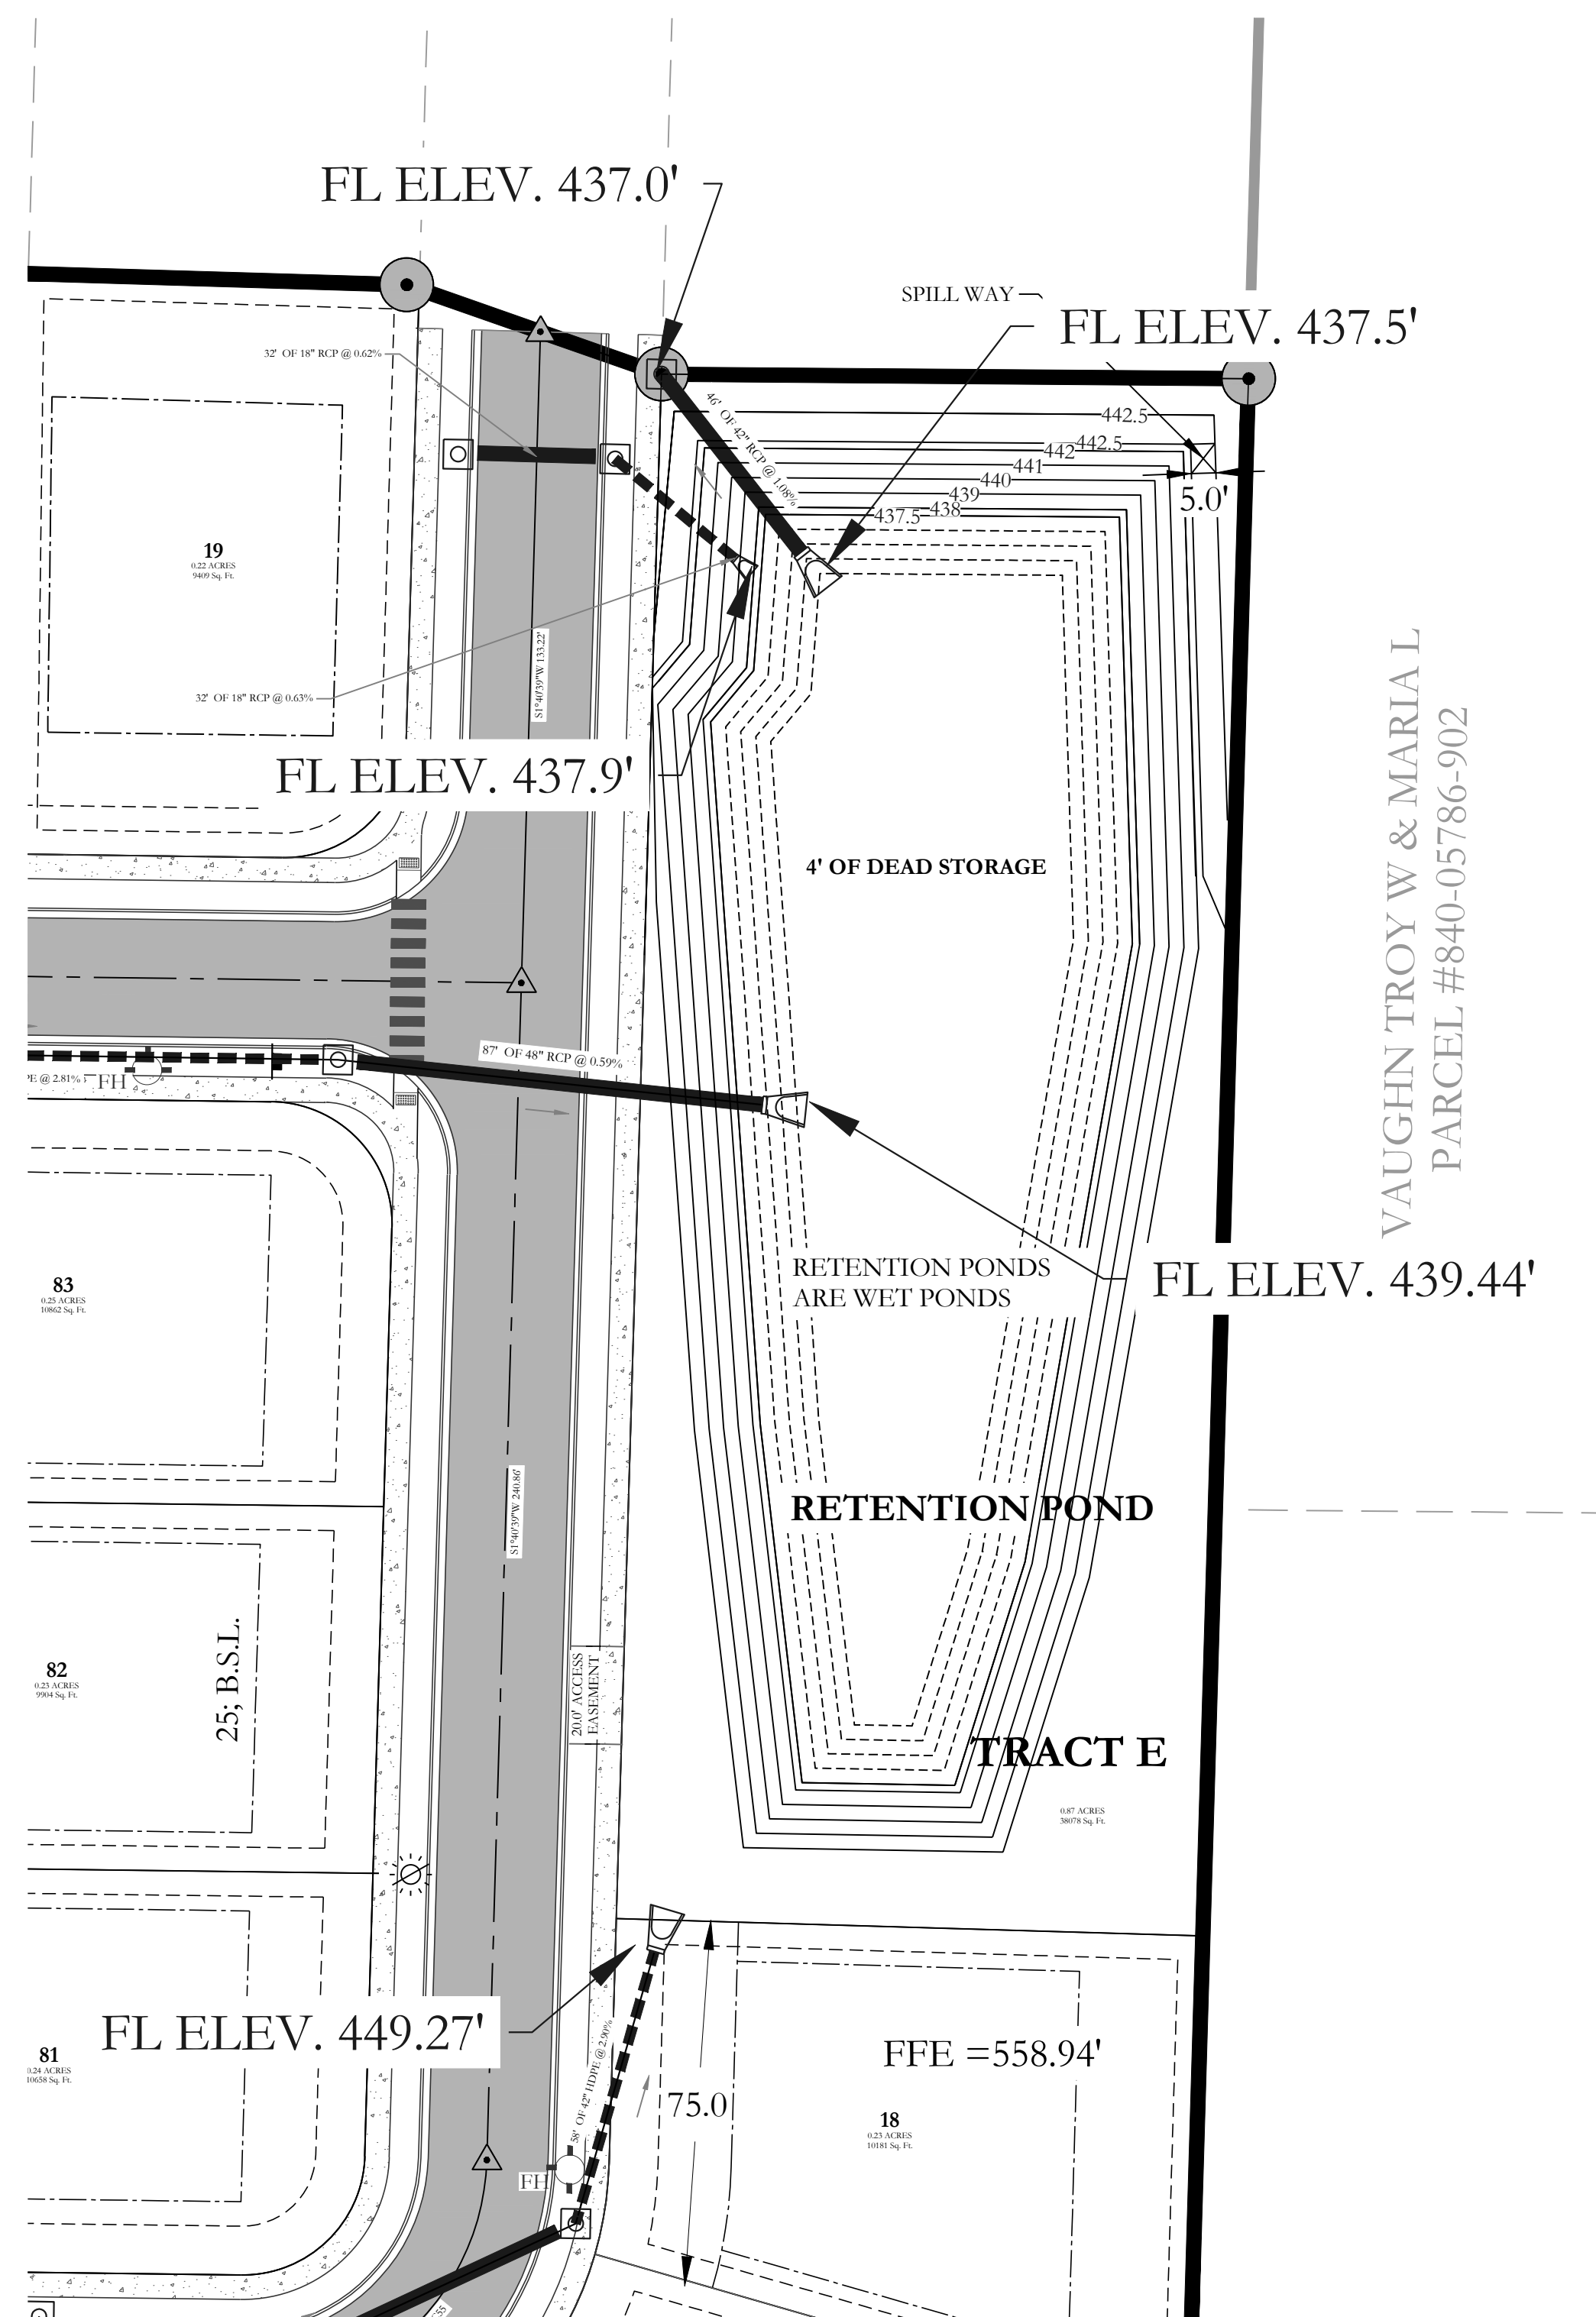 FL ELEV. 437.0'
SPILL WAY
FL ELEV. 437.5'
32' OF 18" RCP @ 0.62%
46' OF 42" RCP @ 1.08%
442.5
442.5
442
441
440
439
438
437.5
5.0'
19
0.22 ACRES
9409 Sq. Ft.
S1°40'39"W 133.22'
32' OF 18" RCP @ 0.63%
FL ELEV. 437.9'
VAUGHN TROY W & MARIA L
PARCEL #840-05786-902
4' OF DEAD STORAGE
87' OF 48" RCP @ 0.59%
PE @ 2.81%
FH
RETENTION PONDS
ARE WET PONDS
FL ELEV. 439.44'
83
0.25 ACRES
10862 Sq. Ft.
S1°40'39"W 240.86'
RETENTION POND
82
0.23 ACRES
9904 Sq. Ft.
25; B.S.L.
20.0' ACCESS
EASEMENT
TRACT E
0.87 ACRES
38078 Sq. Ft.
FL ELEV. 449.27'
58' OF 42" HDPE @ 2.90%
81
0.24 ACRES
10658 Sq. Ft.
FFE =558.94'
75.0
18
0.23 ACRES
10181 Sq. Ft.
FH